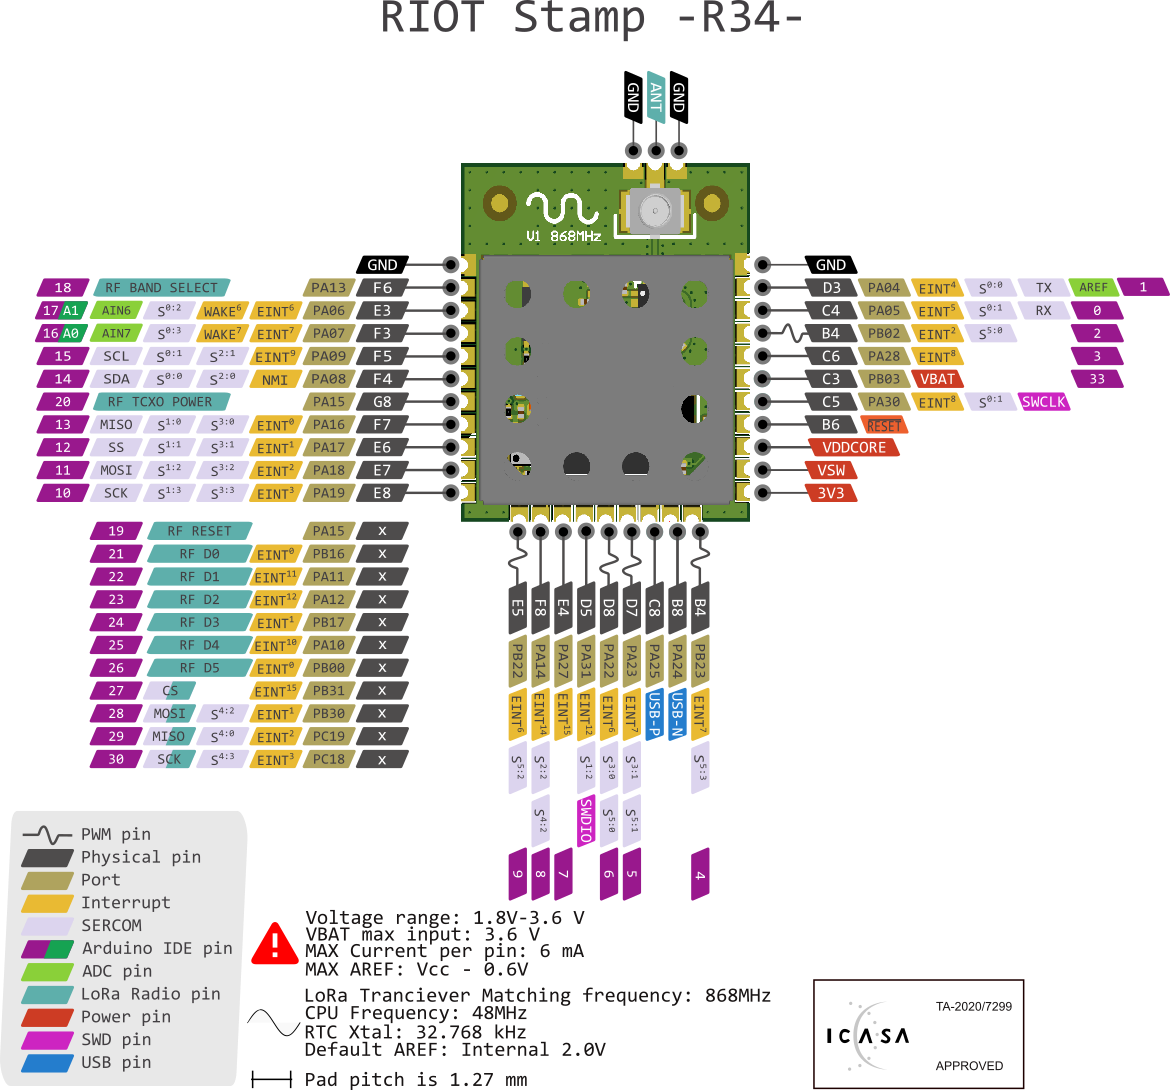 RIOT Stamp -R34-
GND ANT GND
V1 868MHz
GND
18 RF BAND SELECT PA13 F6
17 A1 AIN6 S0:2 WAKE6 EINT6 PA06 E3
16 A0 AIN7 S0:3 WAKE7 EINT7 PA07 F3
15 SCL S0:1 S2:1 EINT9 PA09 F5
14 SDA S0:0 S2:0 NMI PA08 F4
20 RF TCXO POWER PA15 G8
13 MISO S1:0 S3:0 EINT0 PA16 F7
12 SS S1:1 S3:1 EINT1 PA17 E6
11 MOSI S1:2 S3:2 EINT2 PA18 E7
10 SCK S1:3 S3:3 EINT3 PA19 E8
GND
D3 PA04 EINT4 S0:0 TX AREF 1
C4 PA05 EINT5 S0:1 RX 0
B4 PB02 EINT2 S5:0 2
C6 PA28 EINT8 3
C3 PB03 VBAT 33
C5 PA30 EINT8 S0:1 SWCLK
B6 RESET
VDDCORE
VSW
3V3
19 RF RESET PA15 x
21 RF D0 EINT0 PB16 x
22 RF D1 EINT11 PA11 x
23 RF D2 EINT12 PA12 x
24 RF D3 EINT1 PB17 x
25 RF D4 EINT10 PA10 x
26 RF D5 EINT0 PB00 x
27 CS EINT15 PB31 x
28 MOSI S4:2 EINT1 PB30 x
29 MISO S4:0 EINT2 PC19 x
30 SCK S4:3 EINT3 PC18 x
E5 PB22 EINT6 S5:2 9
F8 PA14 EINT14 S2:2 S4:2 8
E4 PA27 EINT15 7
D5 PA31 EINT12 S1:2 SWDIO
D8 PA22 EINT6 S3:0 S5:0 6
D7 PA23 EINT7 S3:1 S5:1 5
C8 PA25 USB-P
B8 PA24 USB-N
B4 PB23 EINT7 S5:3 4
PWM pin
Physical pin
Port
Interrupt
SERCOM
Arduino IDE pin
ADC pin
LoRa Radio pin
Power pin
SWD pin
USB pin
Voltage range: 1.8V-3.6 V
VBAT max input: 3.6 V
MAX Current per pin: 6 mA
MAX AREF: Vcc - 0.6V
LoRa Tranciever Matching frequency: 868MHz
CPU Frequency: 48MHz
RTC Xtal: 32.768 kHz
Default AREF: Internal 2.0V
Pad pitch is 1.27 mm
TA-2020/7299
ICASA
APPROVED